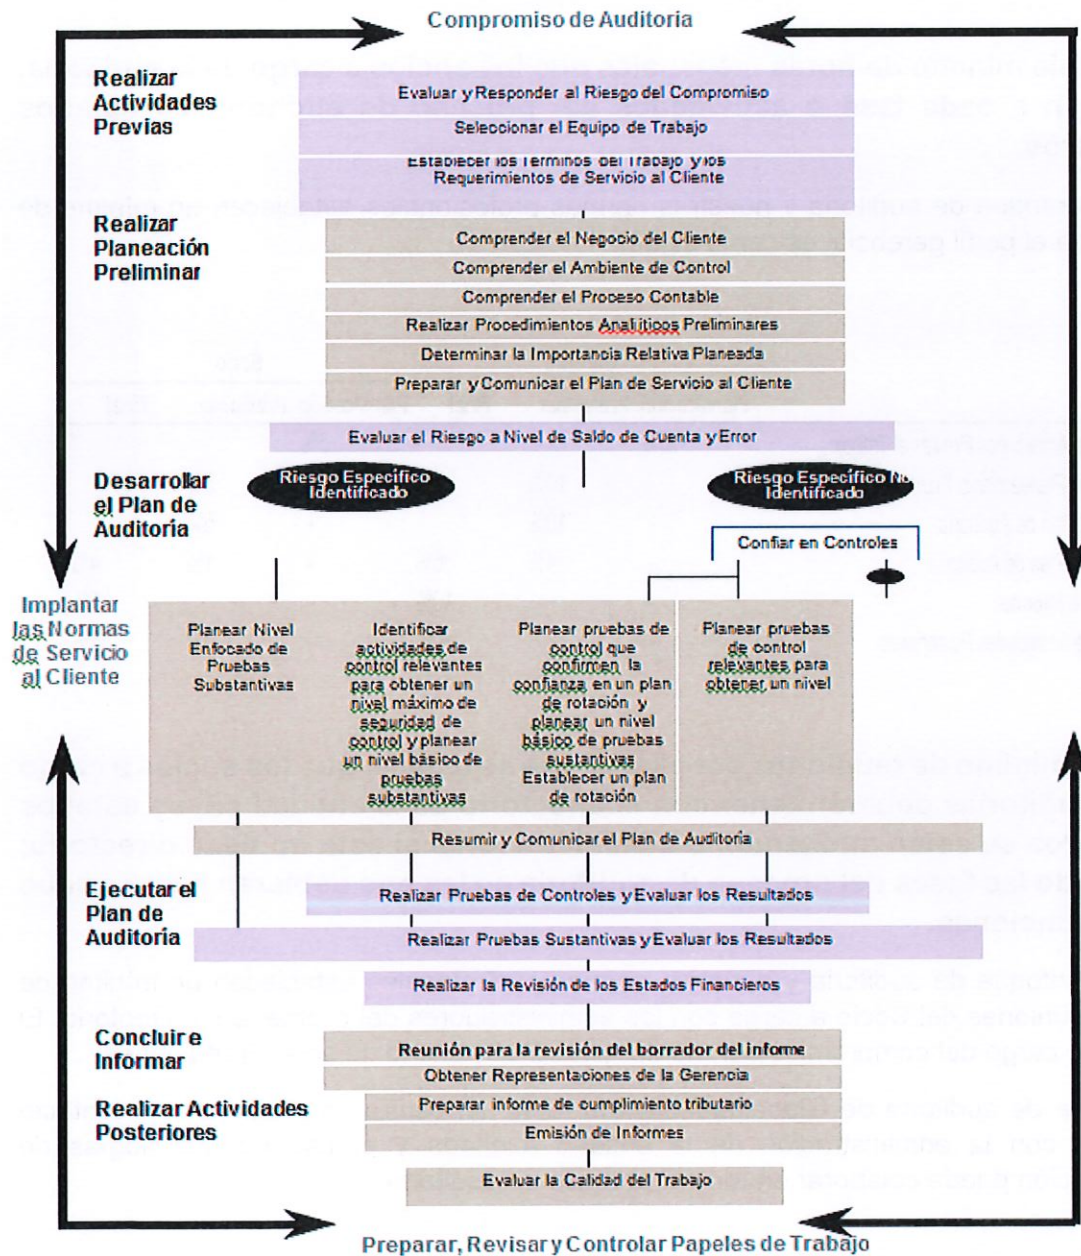 Compromiso de Auditoria
Realizar
Actividades
Previas
Evaluar y Responder al Riesgo del Compromiso
Seleccionar el Equipo de Trabajo
Establecer los Términos del Trabajo y los
Requerimientos de Servicio al Cliente
Realizar
Planeación
Preliminar
Comprender el Negocio del Cliente
Comprender el Ambiente de Control
Comprender el Proceso Contable
Realizar Procedimientos Analíticos Preliminares
Determinar la Importancia Relativa Planeada
Preparar y Comunicar el Plan de Servicio al Cliente
Evaluar el Riesgo a Nivel de Saldo de Cuenta y Error
Desarrollar
el Plan de
Auditoría
Riesgo Específico
Identificado
Riesgo Específico No
Identificado
Confiar en Controles
Implantar
las Normas
de Servicio
al Cliente
Planear Nivel
Enfocado de
Pruebas
Substantivas
Identificar
actividades de
control relevantes
para obtener un
nivel máximo de
seguridad de
control y planear
un nivel básico de
pruebas
substantivas
Planear pruebas de
control que
confirmen la
confianza en un plan
de rotación y
planear un nivel
básico de pruebas
sustantivas
Establecer un plan
de rotación
Planear pruebas
de control
relevantes para
obtener un nivel
Resumir y Comunicar el Plan de Auditoría
Ejecutar el
Plan de
Auditoría
Realizar Pruebas de Controles y Evaluar los Resultados
Realizar Pruebas Sustantivas y Evaluar los Resultados
Realizar la Revisión de los Estados Financieros
Concluir e
Informar
Reunión para la revisión del borrador del informe
Obtener Representaciones de la Gerencia
Realizar Actividades
Posteriores
Preparar informe de cumplimiento tributario
Emisión de Informes
Evaluar la Calidad del Trabajo
Preparar, Revisar y Controlar Papeles de Trabajo